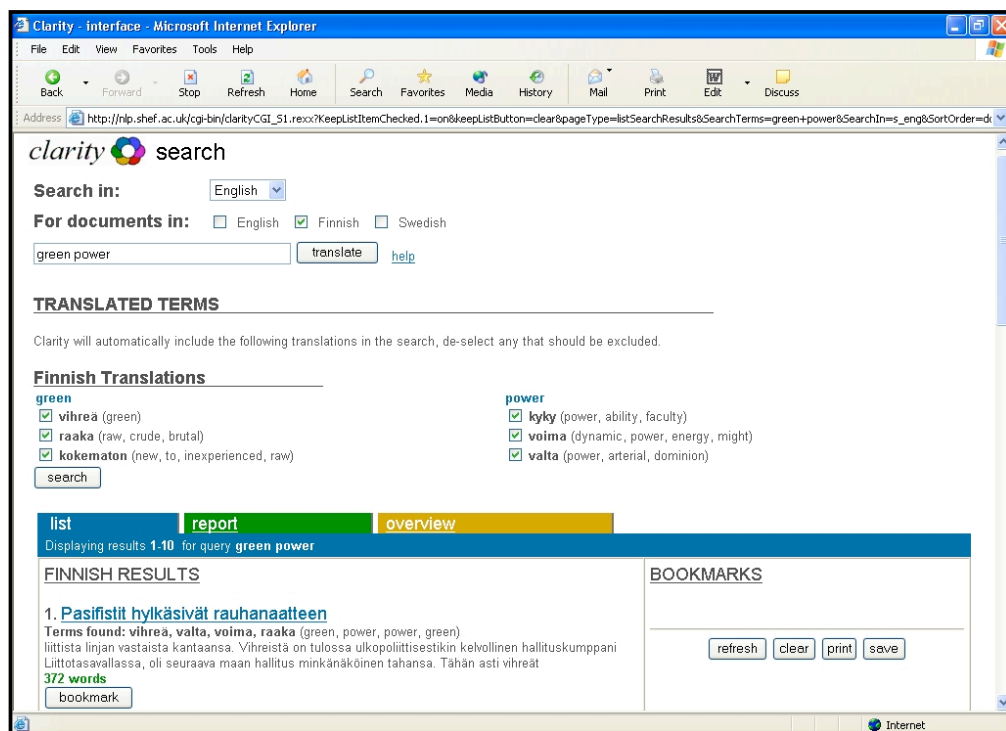 Clarity - interface - Microsoft Internet Explorer
File Edit View Favorites Tools Help
Back Forward Stop Refresh Home Search Favorites Media History Mail Print Edit Discuss
Address http://nlp.shef.ac.uk/cgi-bin/clarityCGI_S1.rexx?KeepListItemChecked.1=on&keepListButton=clear&pageType=listSearchResults&SearchTerms=green+power&SearchIn=s_eng&SortOrder=d
clarity search
Search in: English
For documents in: English Finnish Swedish
green power translate help
TRANSLATED TERMS
Clarity will automatically include the following translations in the search, de-select any that should be excluded.
Finnish Translations
green power
vihreä (green) kyky (power, ability, faculty)
raaka (raw, crude, brutal) voima (dynamic, power, energy, might)
kokematon (new, to, inexperienced, raw) valta (power, arterial, dominion)
search
list report overview
Displaying results 1-10 for query green power
FINNISH RESULTS BOOKMARKS
1. Pasifistit hylkäsivät rauhanaatteen
Terms found: vihreä, valta, voima, raaka (green, power, power, green)
liittista linjan vastaista kantaansa. Vihreistä on tulossa ulkopoliittisestikin kelvollinen hallituskumppani
Liittotasavallassa, oli seuraava maan hallitus minkänäköinen tahansa. Tähän asti vihreät
372 words
refresh clear print save
bookmark
Internet